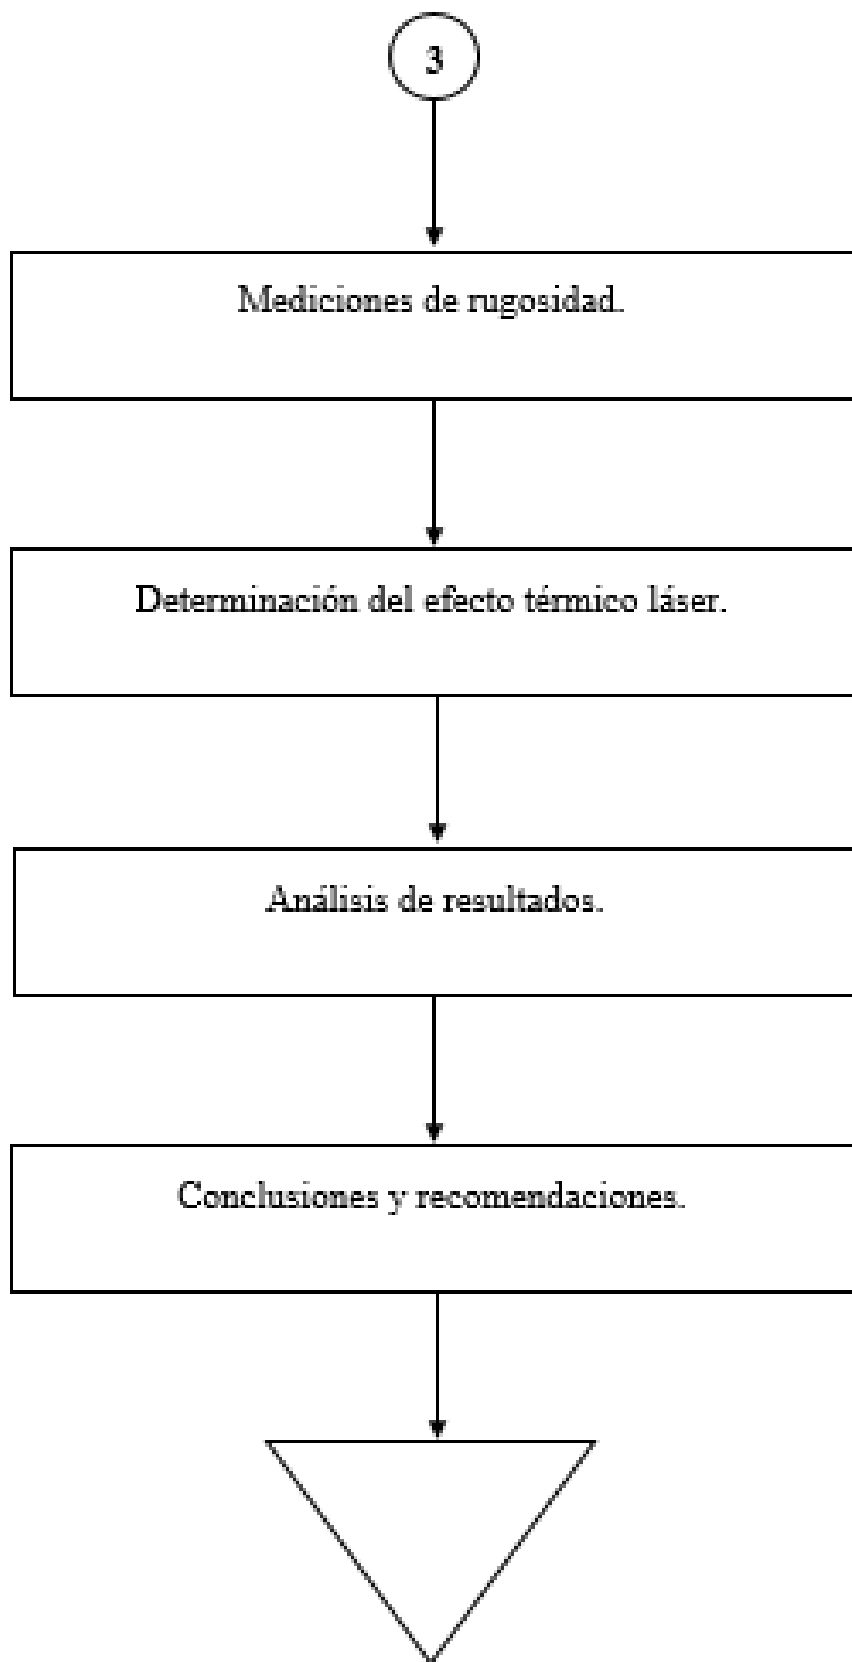 3
Mediciones de rugosidad.
Determinación del efecto térmico láser.
Análisis de resultados.
Conclusiones y recomendaciones.